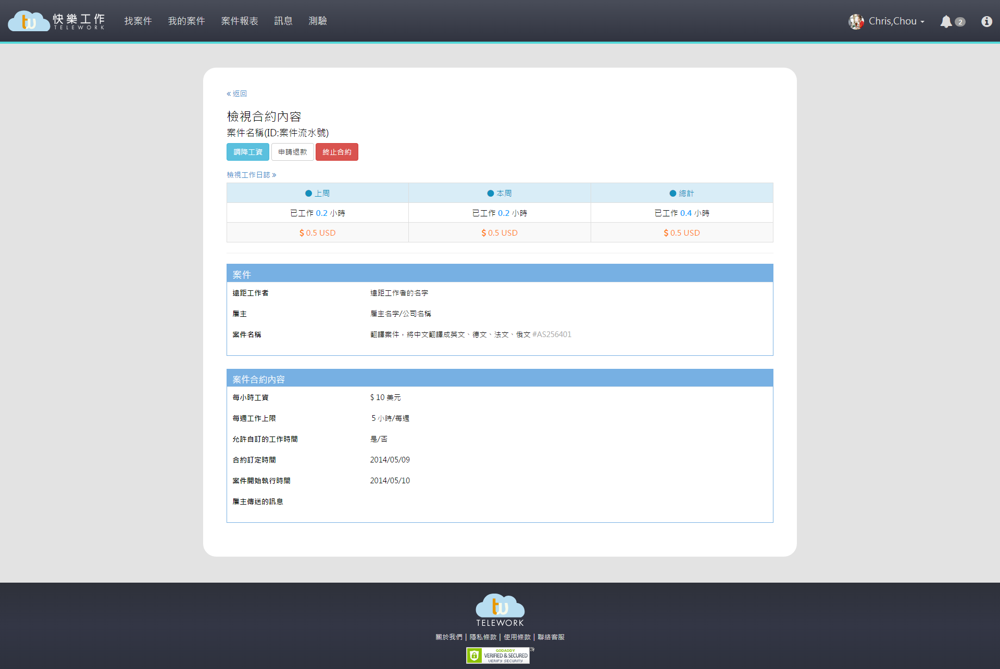 tw 快樂工作 TELEWORK
找案件 我的案件 案件報表 訊息 測驗 Chris,Chou 2
« 返回
檢視合約內容
案件名稱(ID:案件流水號)
調降工資 申請退款 終止合約
檢視工作日誌 »
上周 本周 總計
已工作 0.2 小時 已工作 0.2 小時 已工作 0.4 小時
$ 0.5 USD $ 0.5 USD $ 0.5 USD
案件
遠距工作者 遠距工作者的名字
雇主 雇主名字/公司名稱
案件名稱 翻譯案件，將中文翻譯成英文、德文、法文、俄文 #AS256401
案件合約內容
每小時工資 $ 10 美元
每週工作上限 5 小時/每週
允許自訂的工作時間 是/否
合約訂定時間 2014/05/09
案件開始執行時間 2014/05/10
雇主傳送的訊息
tw
TELEWORK
關於我們 | 隱私條款 | 使用條款 | 聯絡客服
GODADDY
VERIFIED & SECURED
VERIFY SECURITY